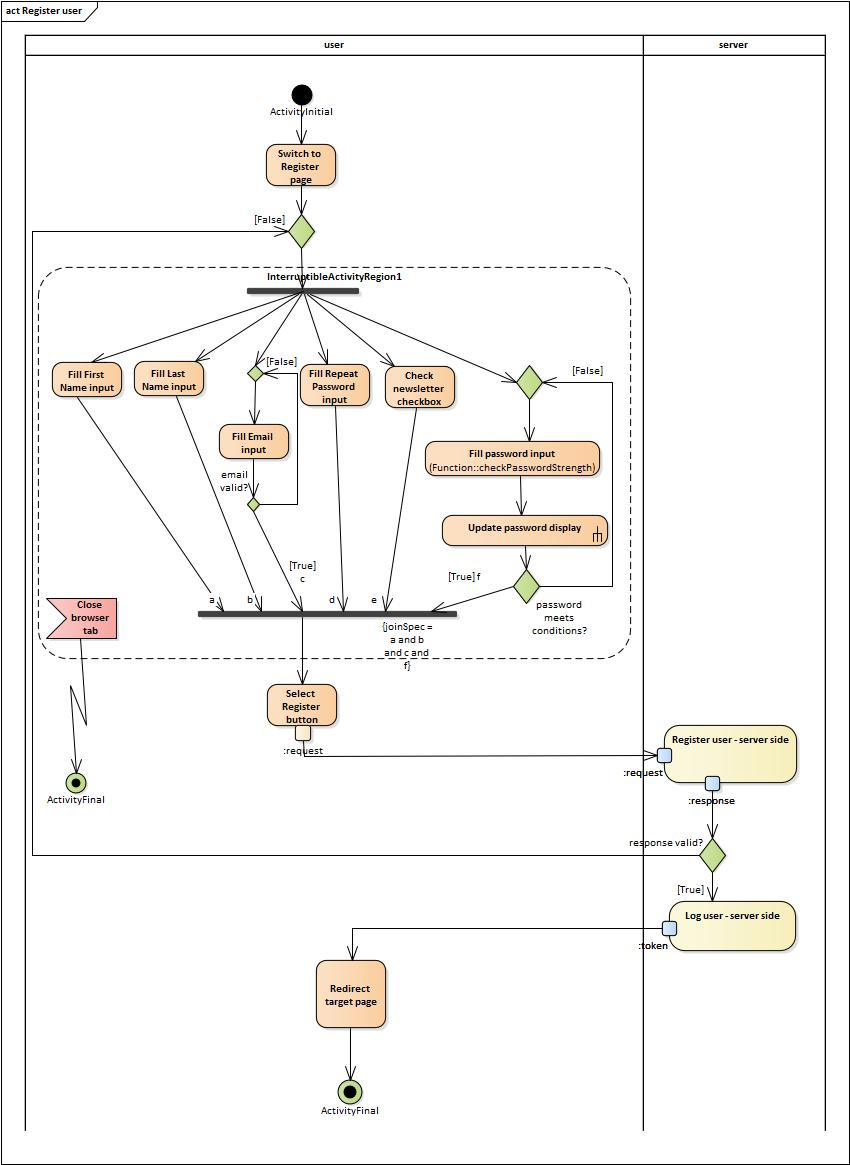 act Register user
user
server
ActivityInitial
Switch to
Register
page
[False]
InterruptibleActivityRegion1
Fill First
Name input
Fill Last
Name input
[False]
Fill Repeat
Password
input
Check
newsletter
checkbox
[False]
Fill Email
input
Fill password input
(Function::checkPasswordStrength)
email
valid?
Update password display
[True]
c
[True] f
a
b
d
e
password
meets
conditions?
Close
browser
tab
{joinSpec =
a and b
and c and
f}
Select
Register
button
:request
Register user - server side
:request
:response
ActivityFinal
response valid?
[True]
Log user - server side
:token
Redirect
target page
ActivityFinal